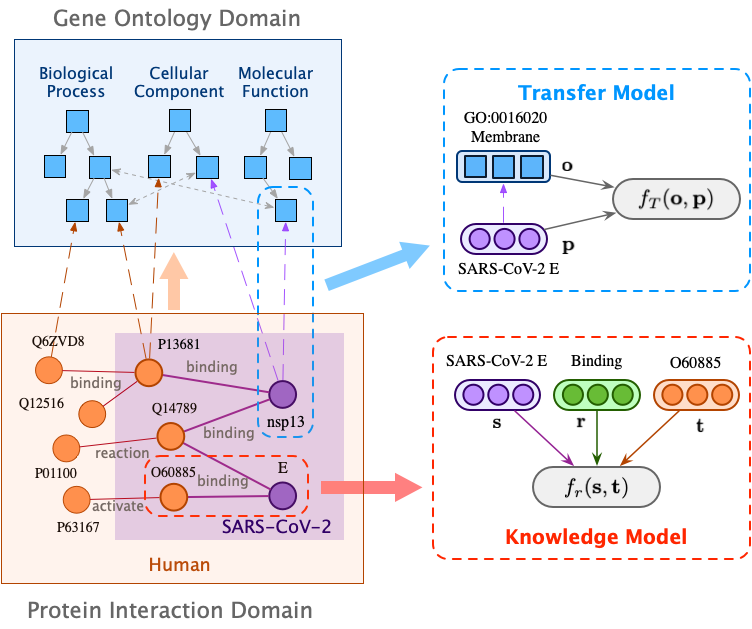 Gene Ontology Domain
Biological
Process
Cellular
Component
Molecular
Function
Transfer Model
GO:0016020
Membrane
o
f_T(o, p)
p
SARS-CoV-2 E
Q6ZVD8
P13681
binding
binding
Q12516
Q14789
nsp13
binding
reaction
P01100
O60885
E
binding
activate
P63167
SARS-CoV-2
Human
Protein Interaction Domain
SARS-CoV-2 E
Binding
O60885
s
r
t
f_r(s, t)
Knowledge Model